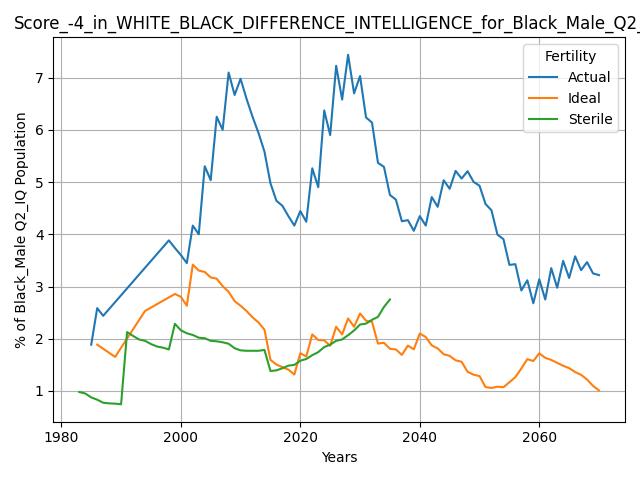 Score_-4_in_WHITE_BLACK_DIFFERENCE_INTELLIGENCE_for_Black_Male_Q2_
Fertility
Actual
Ideal
Sterile
% of Black_Male Q2_IQ Population
7
6
5
4
3
2
1
1980
2000
2020
2040
2060
Years